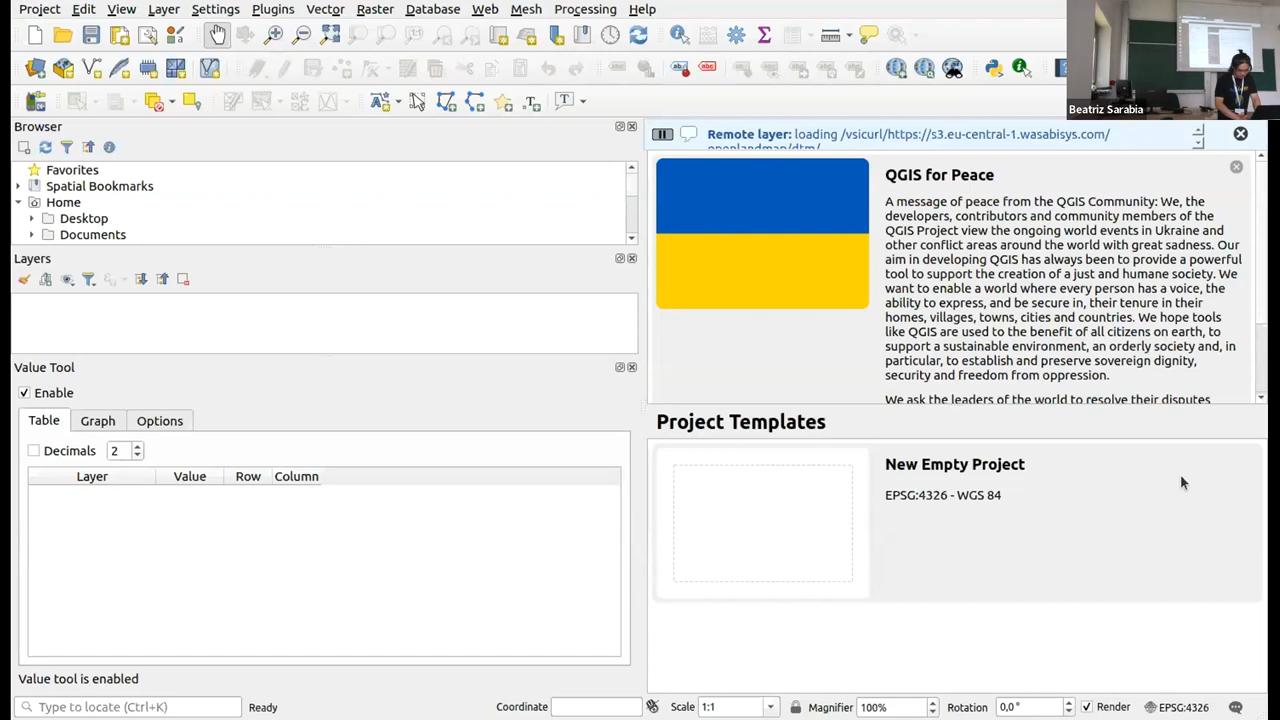 Project Edit View Layer Settings Plugins Vector Raster Database Web Mesh Processing Help
Beatriz Sarabia
Browser
Favorites
Spatial Bookmarks
Home
Desktop
Documents
Layers
Value Tool
Enable
Table Graph Options
Decimals 2
Layer Value Row Column
Value tool is enabled
Remote layer: loading /vsicurl/https://s3.eu-central-1.wasabisys.com/
openlandmap/dtm/
QGIS for Peace
A message of peace from the QGIS Community: We, the
developers, contributors and community members of the
QGIS Project view the ongoing world events in Ukraine and
other conflict areas around the world with great sadness. Our
aim in developing QGIS has always been to provide a powerful
tool to support the creation of a just and humane society. We
want to enable a world where every person has a voice, the
ability to express, and be secure in, their tenure in their
homes, villages, towns, cities and countries. We hope tools
like QGIS are used to the benefit of all citizens on earth, to
support a sustainable environment, an orderly society and, in
particular, to establish and preserve sovereign dignity,
security and freedom from oppression.
We ask the leaders of the world to resolve their disputes
Project Templates
New Empty Project
EPSG:4326 - WGS 84
Type to locate (Ctrl+K) Ready Coordinate Scale 1:1 Magnifier 100% Rotation 0,0 ° Render EPSG:4326